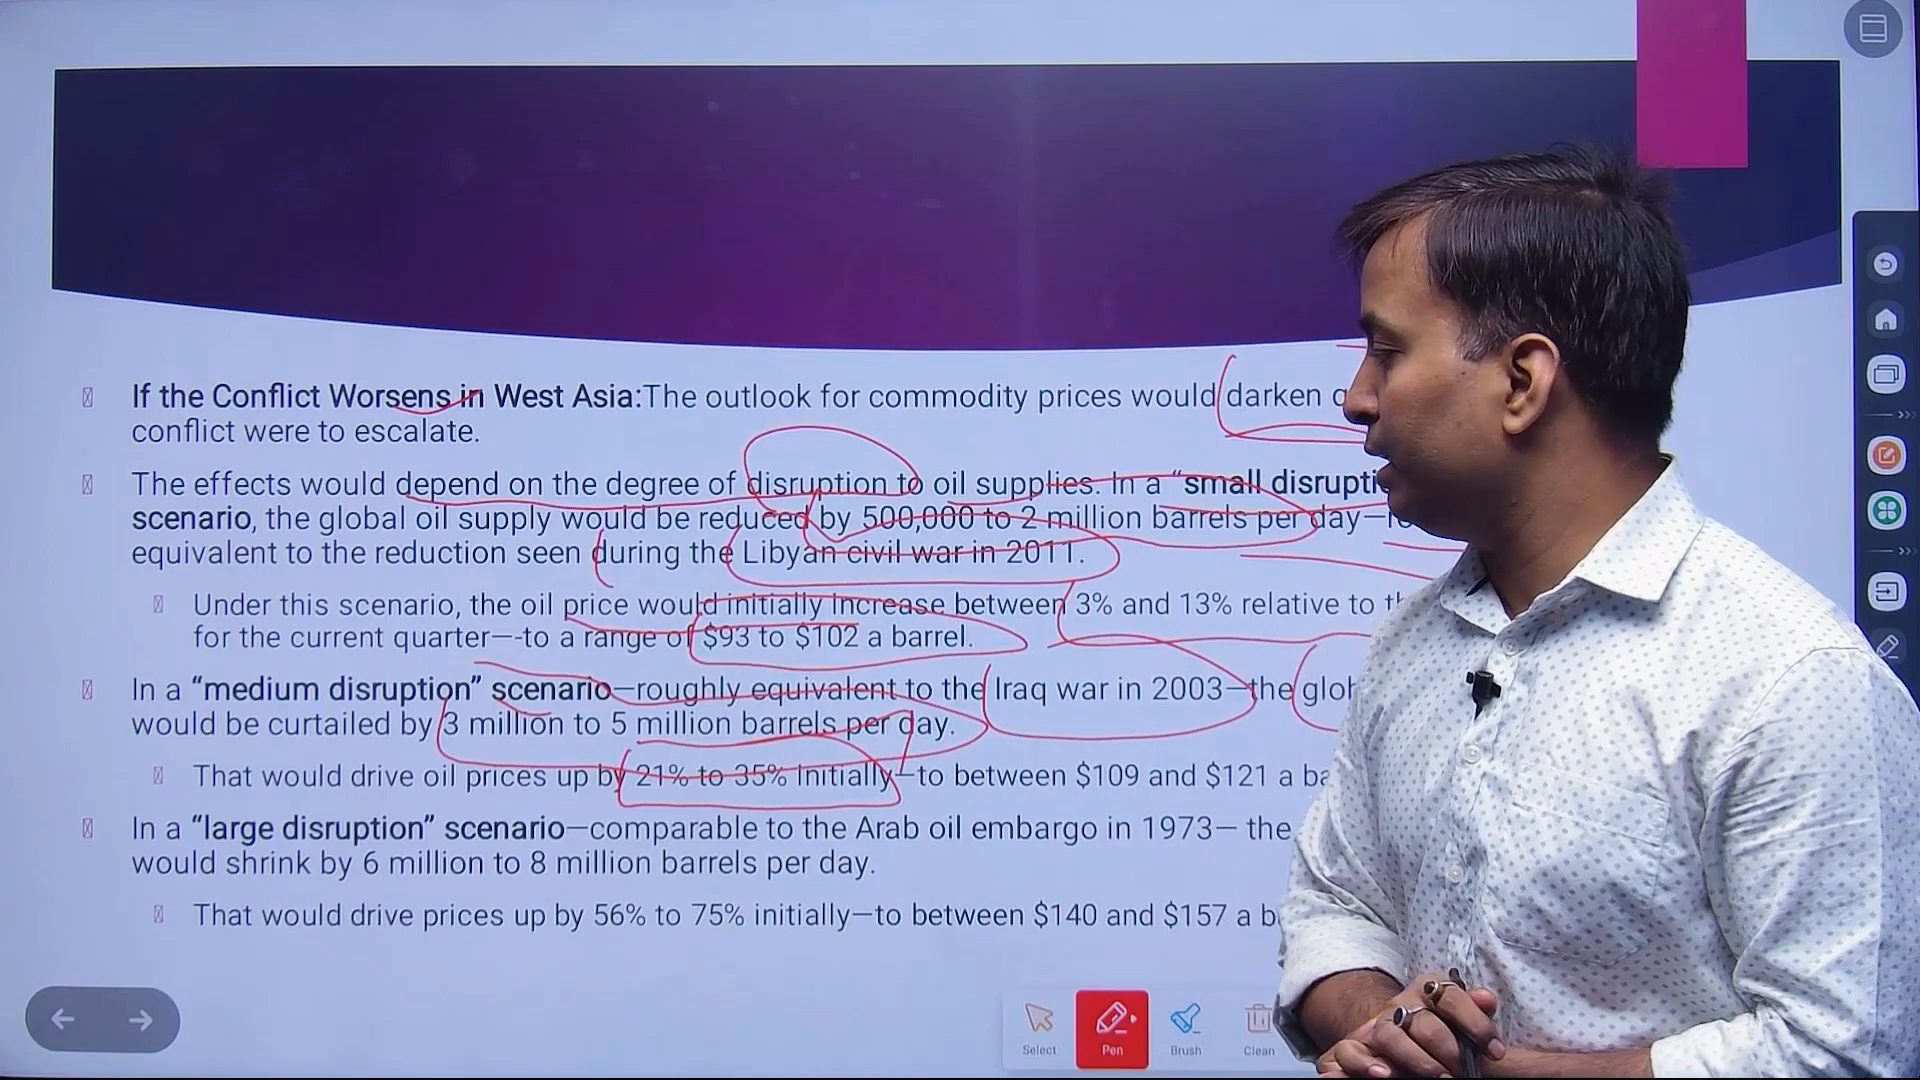 If the Conflict Worsens in West Asia:The outlook for commodity prices would darken
conflict were to escalate.
The effects would depend on the degree of disruption to oil supplies. In a “small
scenario, the global oil supply would be reduced by 500,000 to 2 million barrels per day—
equivalent to the reduction seen during the Libyan civil war in 2011.
Under this scenario, the oil price would initially increase between 3% and 13% relative to
for the current quarter—-to a range of $93 to $102 a barrel.
In a “medium disruption” scenario—roughly equivalent to the Iraq war in 2003—the
would be curtailed by 3 million to 5 million barrels per day.
That would drive oil prices up by 21% to 35% initially—to between $109 and $121 a
In a “large disruption” scenario—comparable to the Arab oil embargo in 1973— the
would shrink by 6 million to 8 million barrels per day.
That would drive prices up by 56% to 75% initially—to between $140 and $157 a
Select Pen Brush Clean